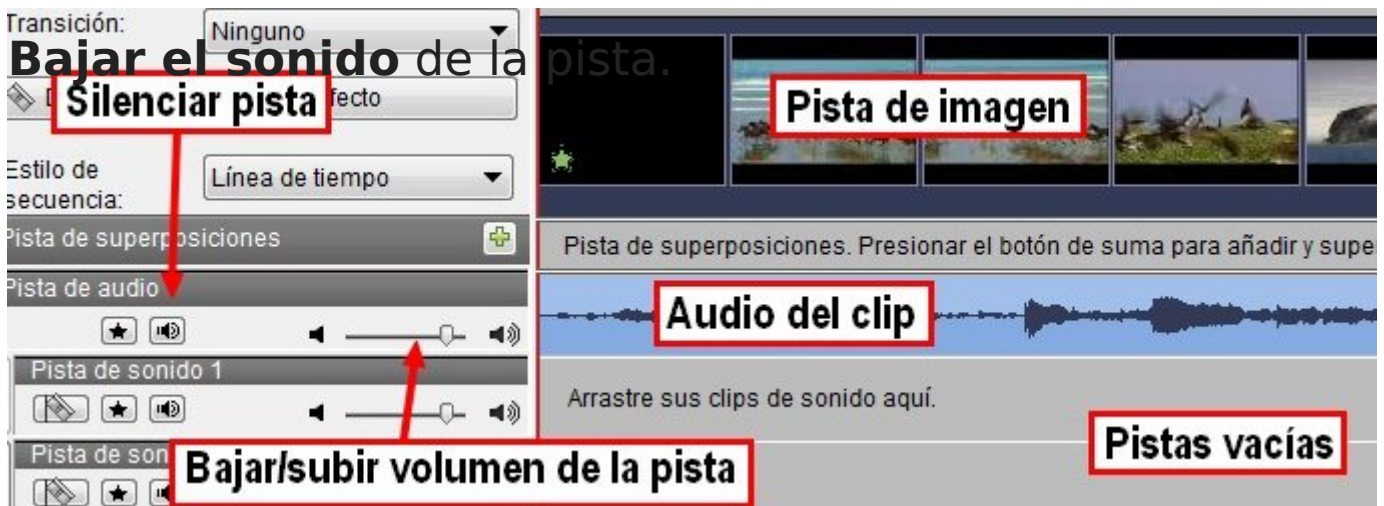 Transición:
Ninguno
Bajar el sonido de la pista.
Silenciar pista
fecto
Pista de imagen
Estilo de
secuencia:
Línea de tiempo
Pista de superposiciones
Pista de superposiciones. Presionar el botón de suma para añadir y supe
Pista de audio
Audio del clip
Pista de sonido 1
Arrastre sus clips de sonido aquí.
Pista de son
Bajar/subir volumen de la pista
Pistas vacías